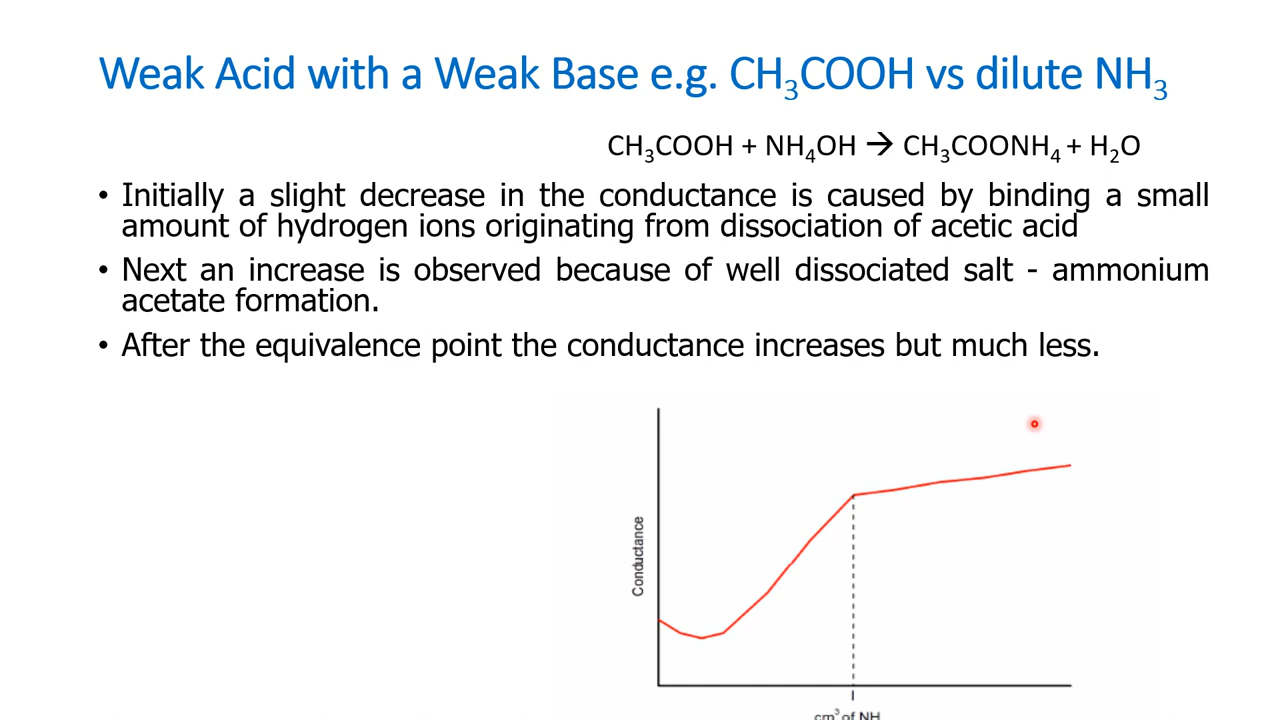 Weak Acid with a Weak Base e.g. CH₃COOH vs dilute NH₃
CH₃COOH + NH₄OH → CH₃COONH₄ + H₂O
• Initially a slight decrease in the conductance is caused by binding a small
amount of hydrogen ions originating from dissociation of acetic acid
• Next an increase is observed because of well dissociated salt - ammonium
acetate formation.
• After the equivalence point the conductance increases but much less.
Conductance
cm³ of NH